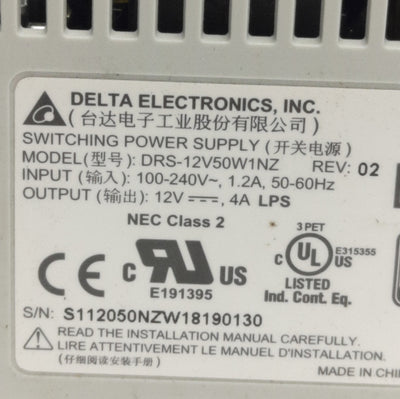 DELTA ELECTRONICS, INC.
(台达电子工业股份有限公司)
SWITCHING POWER SUPPLY (开关电源)
MODEL(型号): DRS-12V50W1NZ REV: 02
INPUT (输入): 100-240V~, 1.2A, 50-60Hz
OUTPUT (输出): 12V ⎓, 4A LPS
NEC Class 2
3 PET
CE
c UR US
E191395
c UL US
E315355
LISTED
Ind. Cont. Eq.
S/N: S112050NZW18190130
READ THE INSTALLATION MANUAL CAREFULLY.
LIRE ATTENTIVEMENT LE MANUEL D'INSTALLATION.
(仔细阅读安装手册)
MADE IN